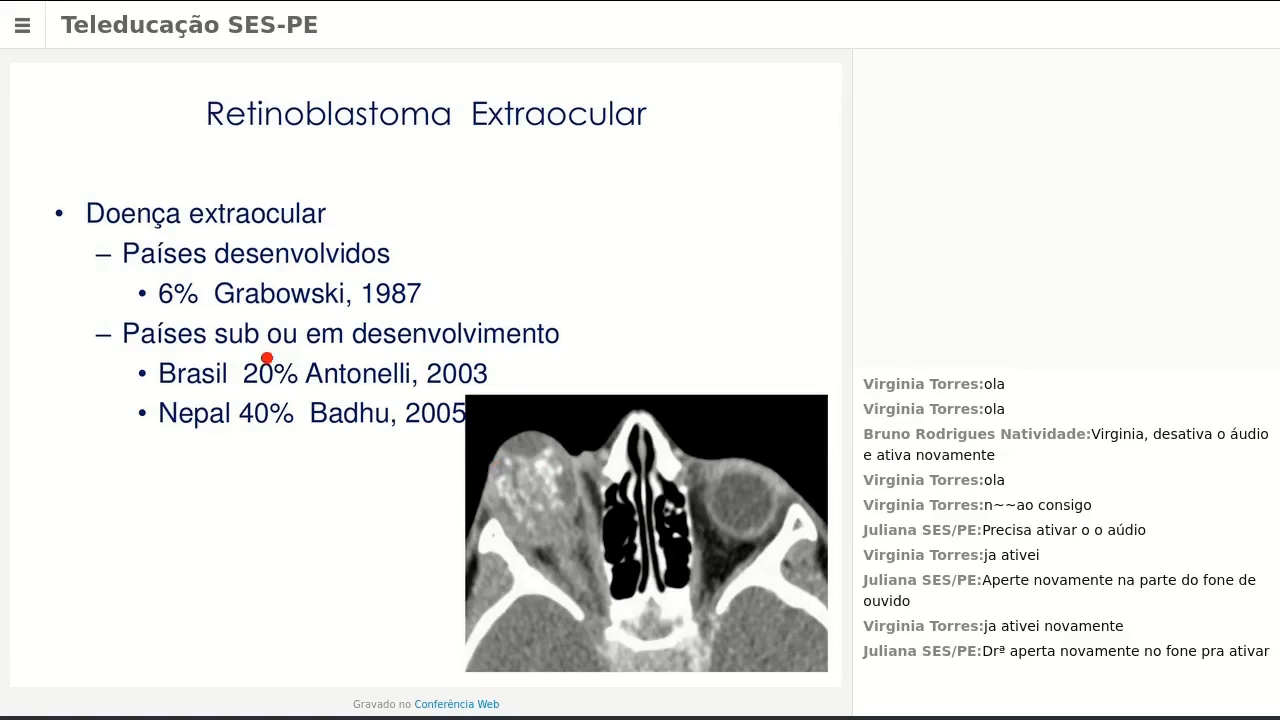 Teleducação SES-PE
Retinoblastoma Extraocular
• Doença extraocular
– Países desenvolvidos
• 6% Grabowski, 1987
– Países sub ou em desenvolvimento
• Brasil 20% Antonelli, 2003
• Nepal 40% Badhu, 2005
Virginia Torres:ola
Virginia Torres:ola
Bruno Rodrigues Natividade:Virginia, desativa o áudio
e ativa novamente
Virginia Torres:ola
Virginia Torres:n~~ao consigo
Juliana SES/PE:Precisa ativar o o aúdio
Virginia Torres:ja ativei
Juliana SES/PE:Aperte novamente na parte do fone de
ouvido
Virginia Torres:ja ativei novamente
Juliana SES/PE:Drª aperta novamente no fone pra ativar
Gravado no Conferência Web